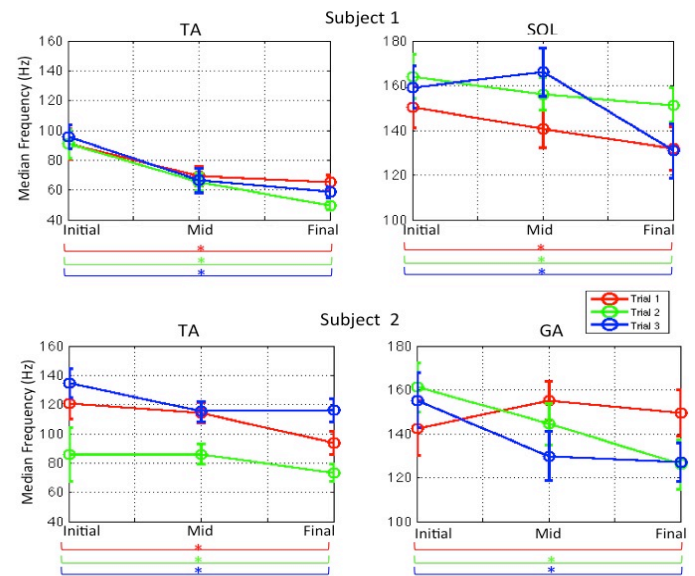 Subject 1
TA
SOL
Median Frequency (Hz)
160
140
120
100
80
60
40
Initial
Mid
Final
*
*
*
180
160
140
120
100
Initial
Mid
Final
*
*
*
Subject 2
Trial 1
Trial 2
Trial 3
TA
GA
Median Frequency (Hz)
160
140
120
100
80
60
40
Initial
Mid
Final
*
*
*
180
160
140
120
100
Initial
Mid
Final
*
*
*